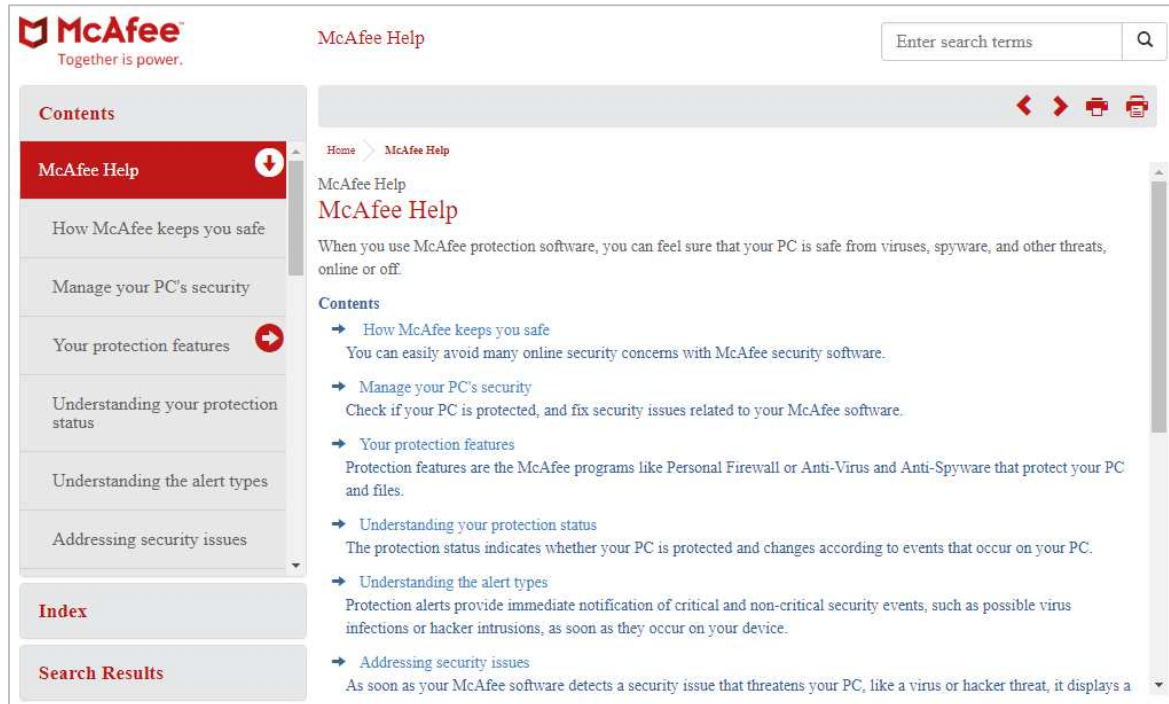 McAfee™
Together is power.
McAfee Help
Enter search terms
Contents
McAfee Help
How McAfee keeps you safe
Manage your PC's security
Your protection features
Understanding your protection
status
Understanding the alert types
Addressing security issues
Index
Search Results
Home
McAfee Help
McAfee Help
McAfee Help
When you use McAfee protection software, you can feel sure that your PC is safe from viruses, spyware, and other threats,
online or off.
Contents
How McAfee keeps you safe
You can easily avoid many online security concerns with McAfee security software.
Manage your PC's security
Check if your PC is protected, and fix security issues related to your McAfee software.
Your protection features
Protection features are the McAfee programs like Personal Firewall or Anti-Virus and Anti-Spyware that protect your PC
and files.
Understanding your protection status
The protection status indicates whether your PC is protected and changes according to events that occur on your PC.
Understanding the alert types
Protection alerts provide immediate notification of critical and non-critical security events, such as possible virus
infections or hacker intrusions, as soon as they occur on your device.
Addressing security issues
As soon as your McAfee software detects a security issue that threatens your PC, like a virus or hacker threat, it displays a